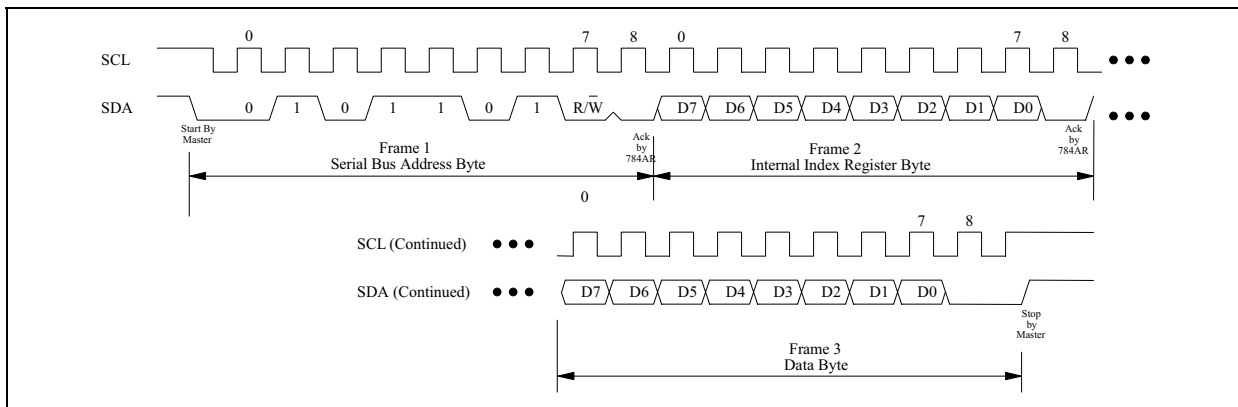 0 7 8 0 7 8
SCL
SDA 0 1 0 1 1 0 1 R/W D7 D6 D5 D4 D3 D2 D1 D0
Start By
Master
Ack
by
784AR
Ack
by
784AR
Frame 1
Serial Bus Address Byte
Frame 2
Internal Index Register Byte
0
7 8
SCL (Continued)
SDA (Continued) D7 D6 D5 D4 D3 D2 D1 D0
Stop
by
Master
Frame 3
Data Byte